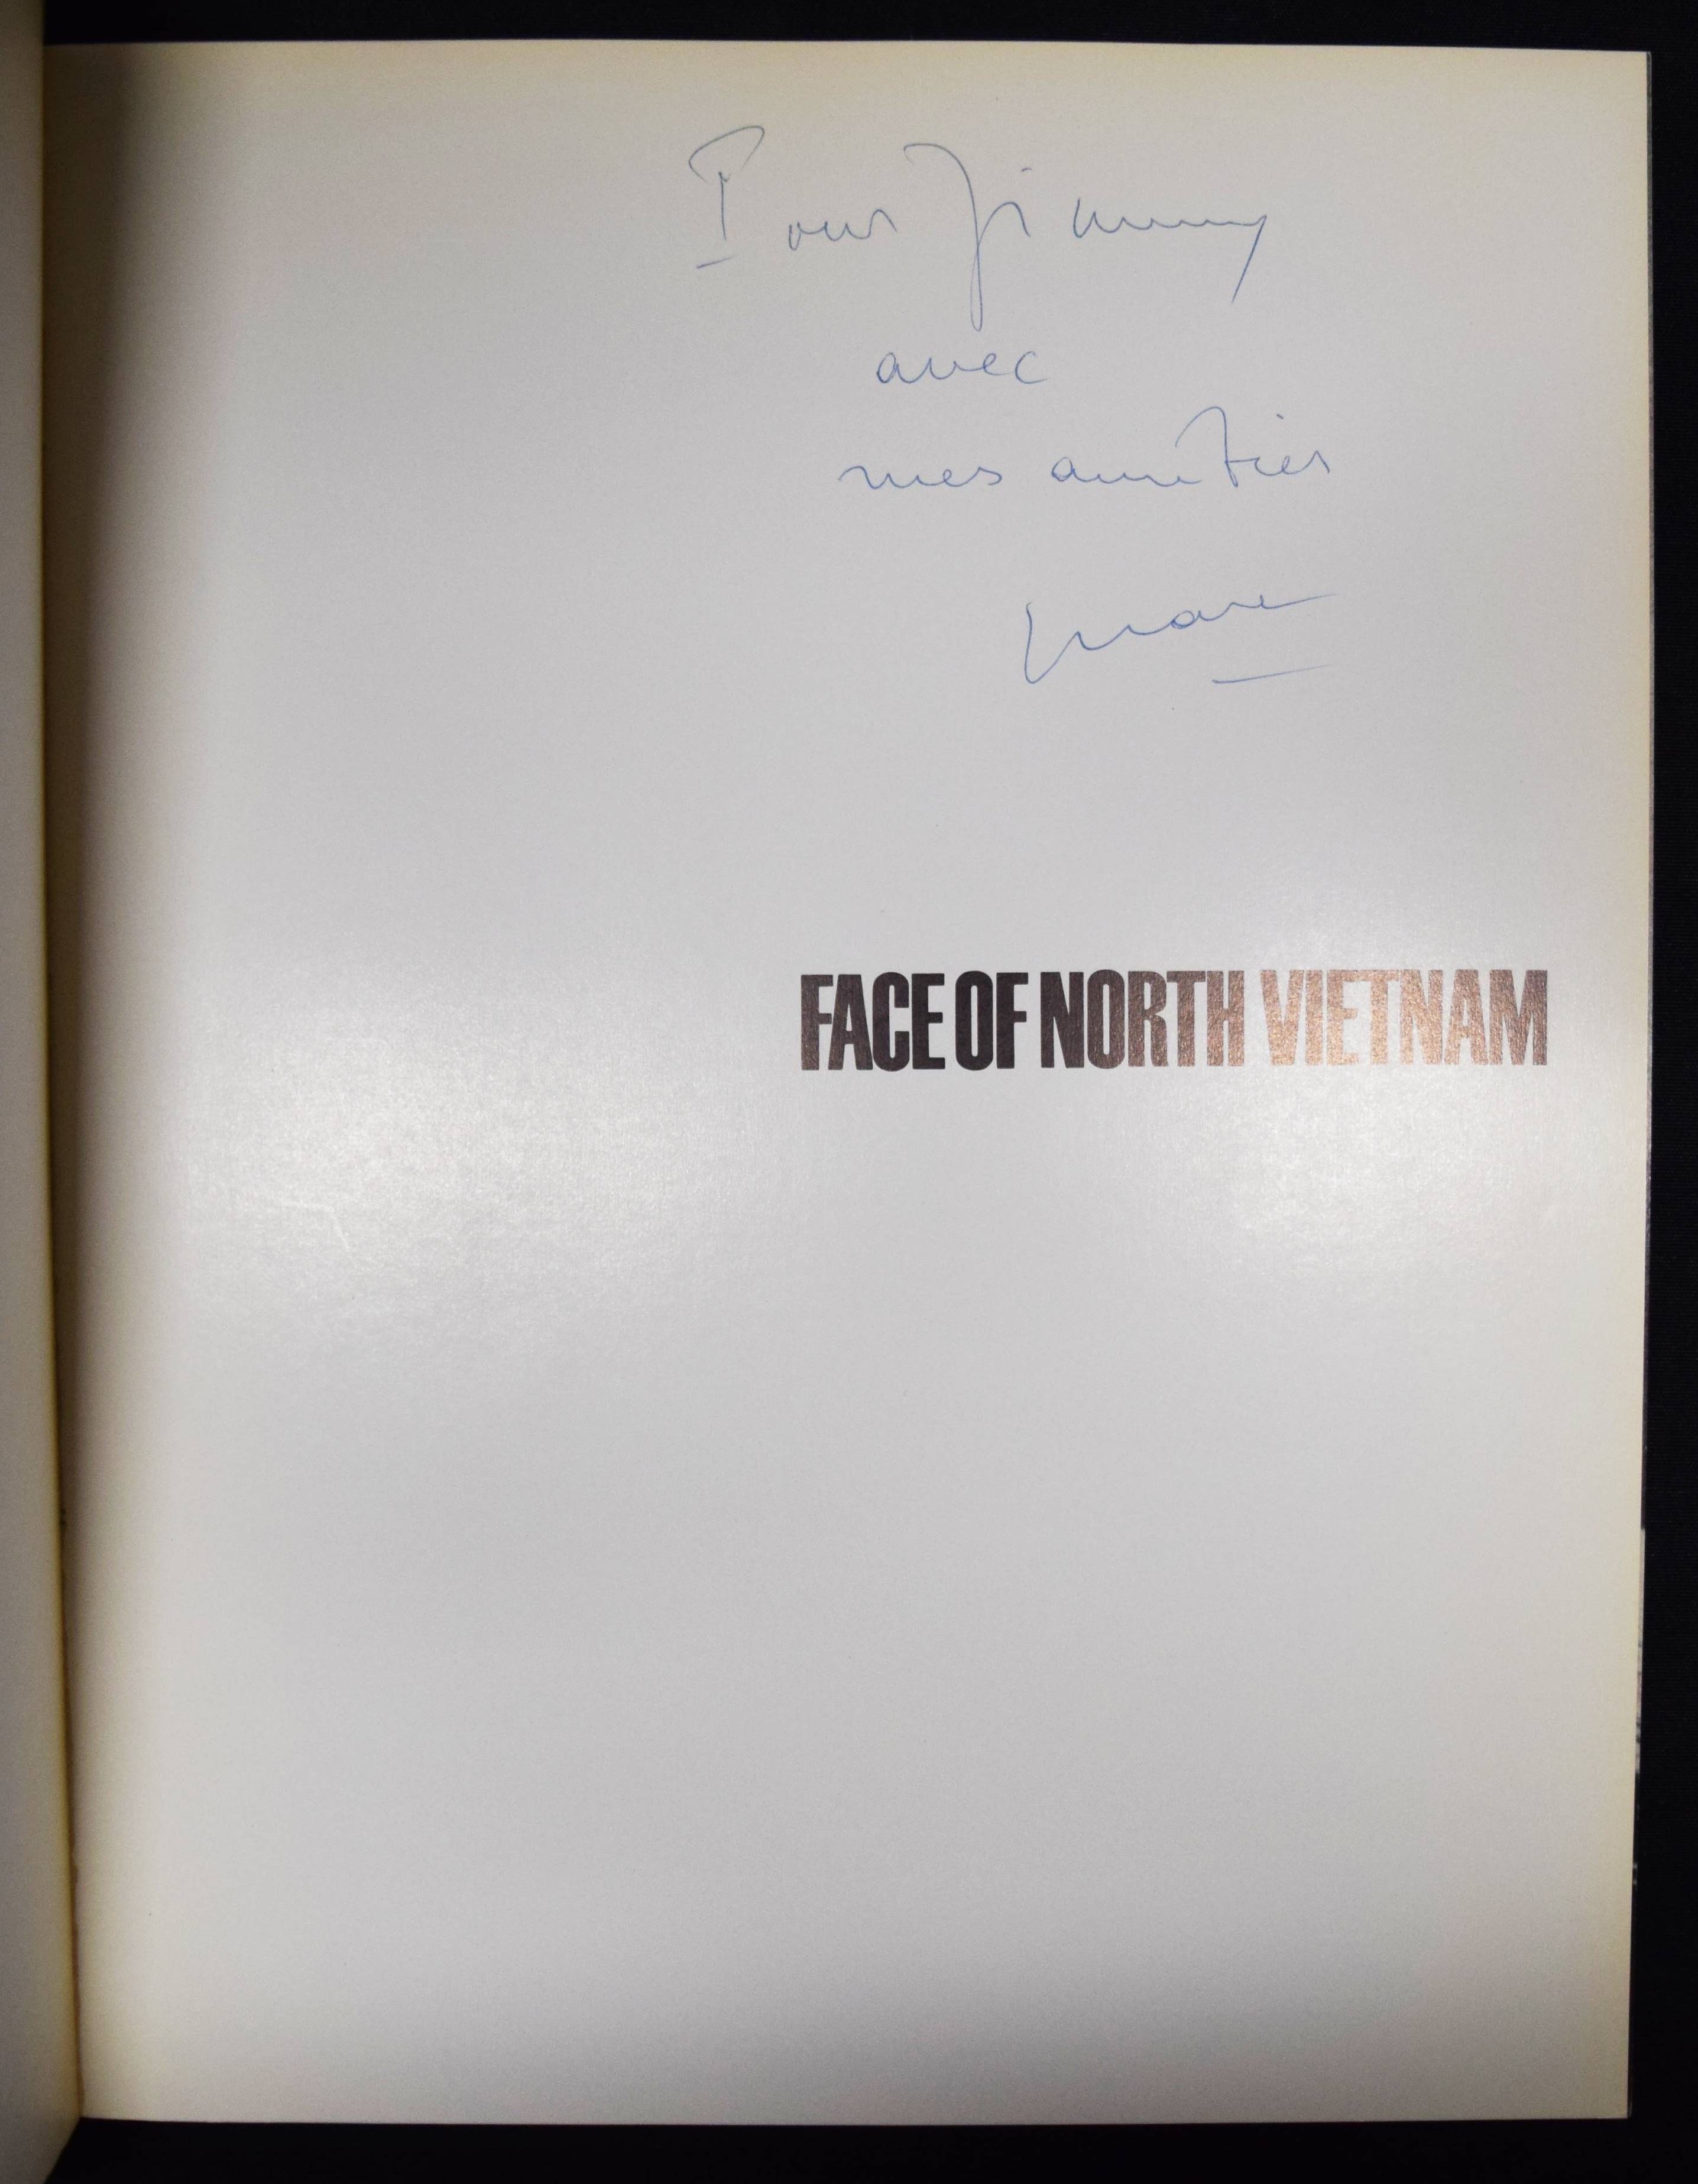 Pour Jimmy
avec
mes amitiés
Marc
FACE OF NORTH VIETNAM